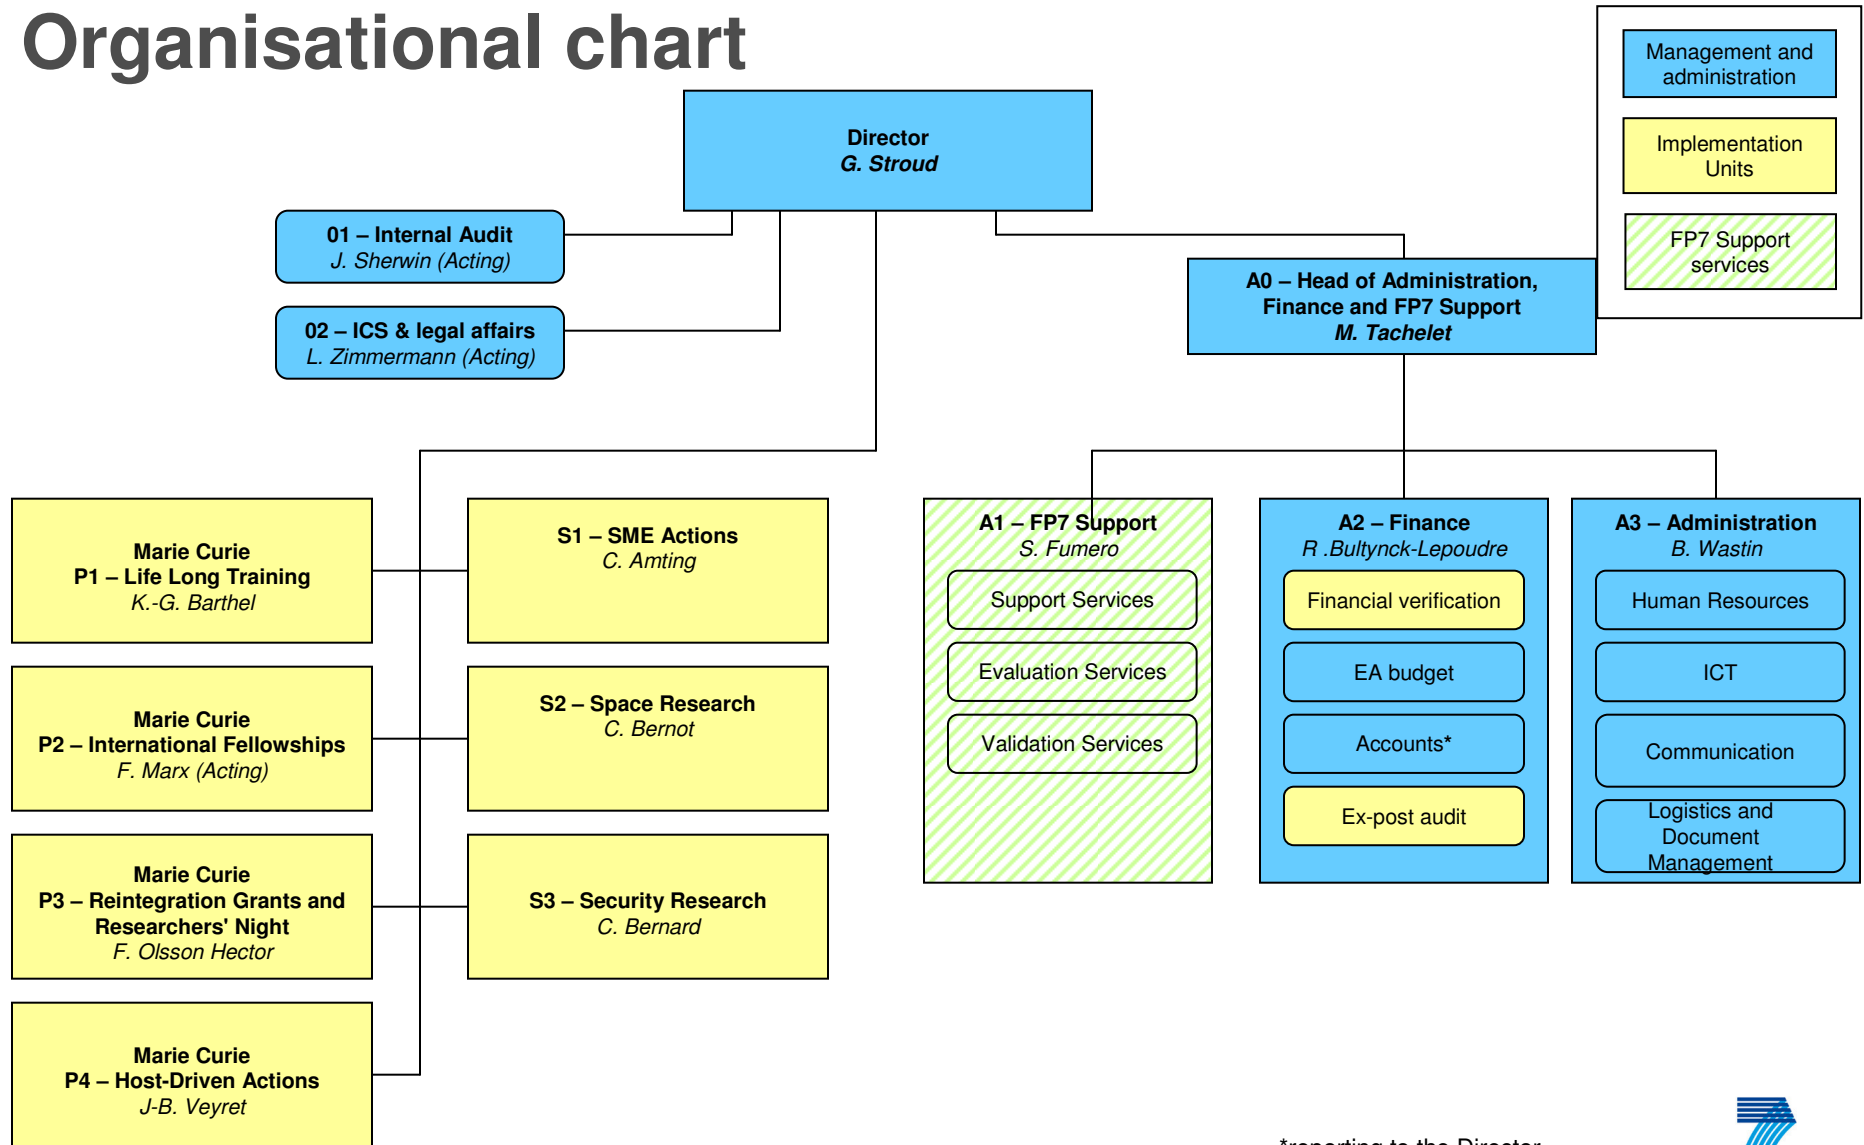 Organisational chart
Management and
administration
Implementation
Units
FP7 Support
services
Director
G. Stroud
01 – Internal Audit
J. Sherwin (Acting)
02 – ICS & legal affairs
L. Zimmermann (Acting)
A0 – Head of Administration,
Finance and FP7 Support
M. Tachelet
Marie Curie
P1 – Life Long Training
K.-G. Barthel
S1 – SME Actions
C. Amting
Marie Curie
P2 – International Fellowships
F. Marx (Acting)
S2 – Space Research
C. Bernot
Marie Curie
P3 – Reintegration Grants and
Researchers' Night
F. Olsson Hector
S3 – Security Research
C. Bernard
Marie Curie
P4 – Host-Driven Actions
J-B. Veyret
A1 – FP7 Support
S. Fumero
Support Services
Evaluation Services
Validation Services
A2 – Finance
R .Bultynck-Lepoudre
Financial verification
EA budget
Accounts*
Ex-post audit
A3 – Administration
B. Wastin
Human Resources
ICT
Communication
Logistics and
Document
Management
*reporting to the Director